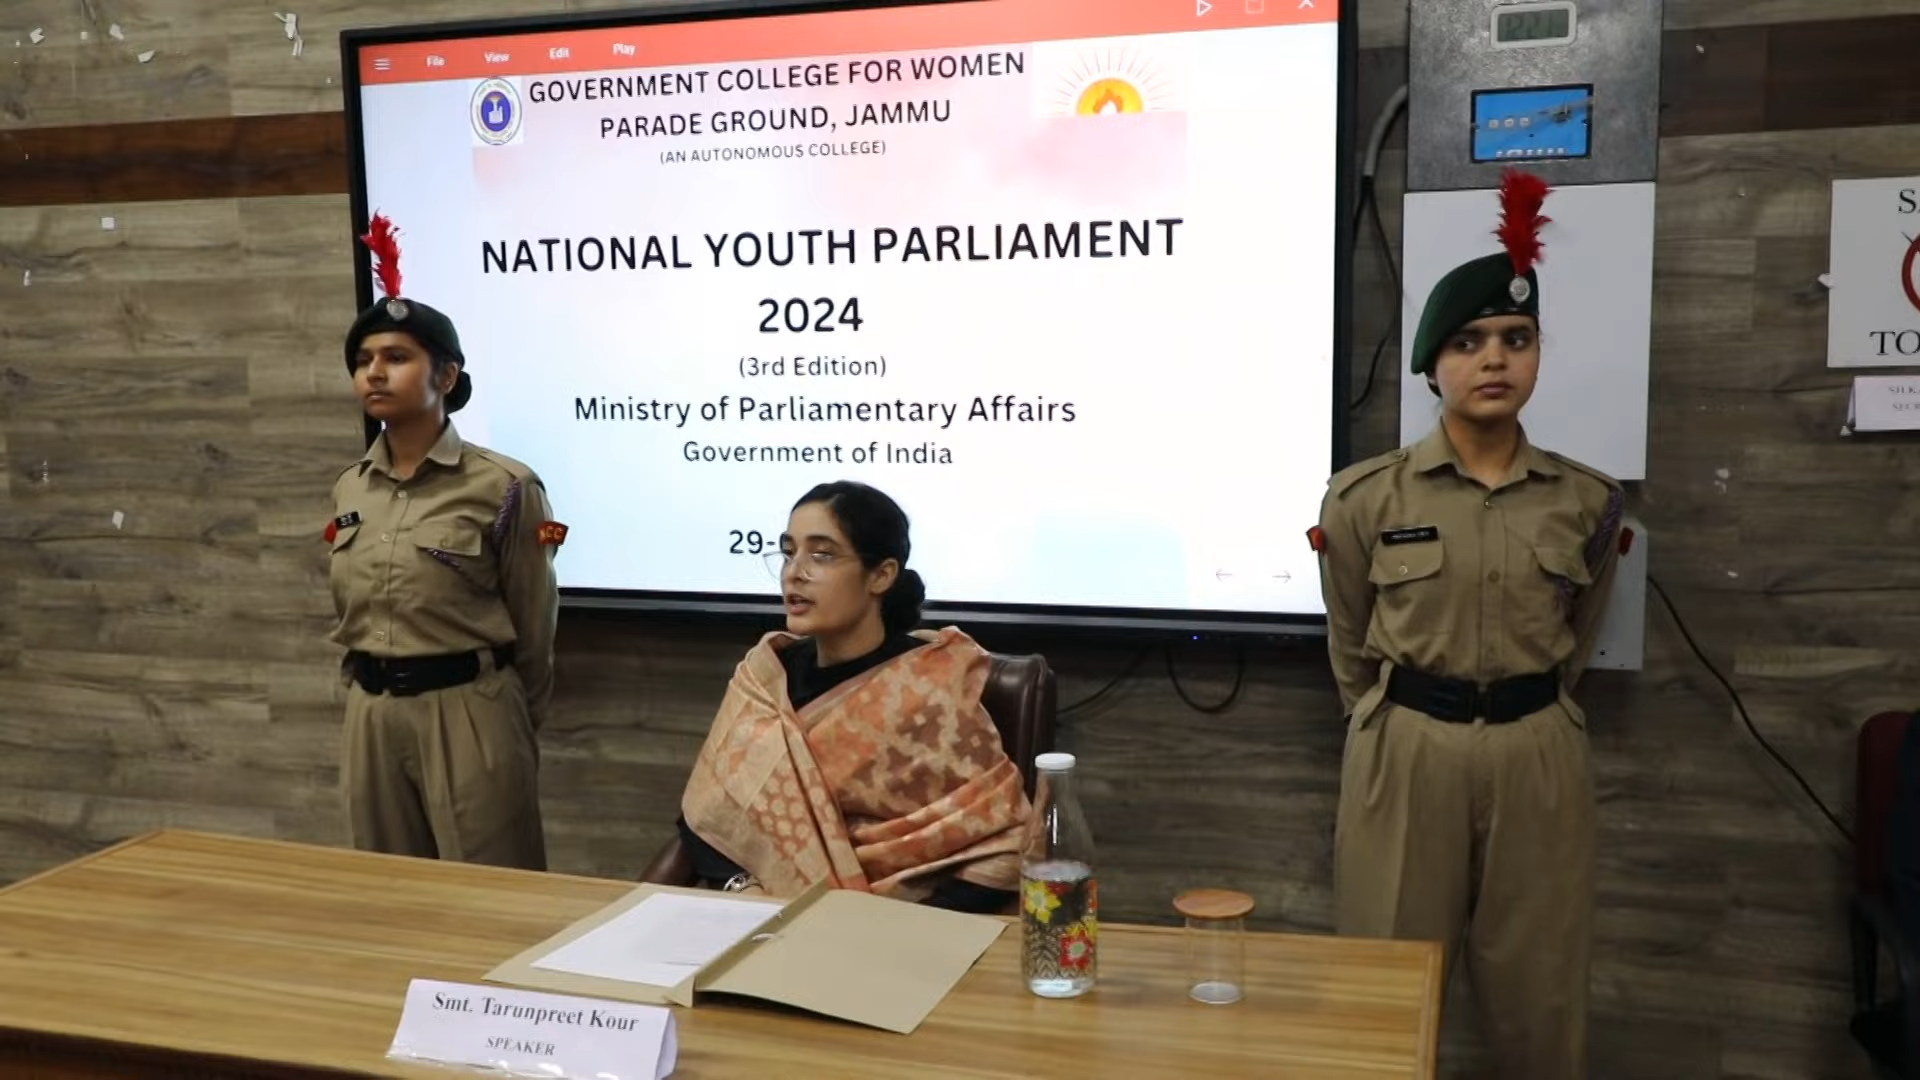 File View Edit Play
GOVERNMENT COLLEGE FOR WOMEN
PARADE GROUND, JAMMU
(AN AUTONOMOUS COLLEGE)
NATIONAL YOUTH PARLIAMENT
2024
(3rd Edition)
Ministry of Parliamentary Affairs
Government of India
29-
NCC
Smt. Tarunpreet Kour
SPEAKER